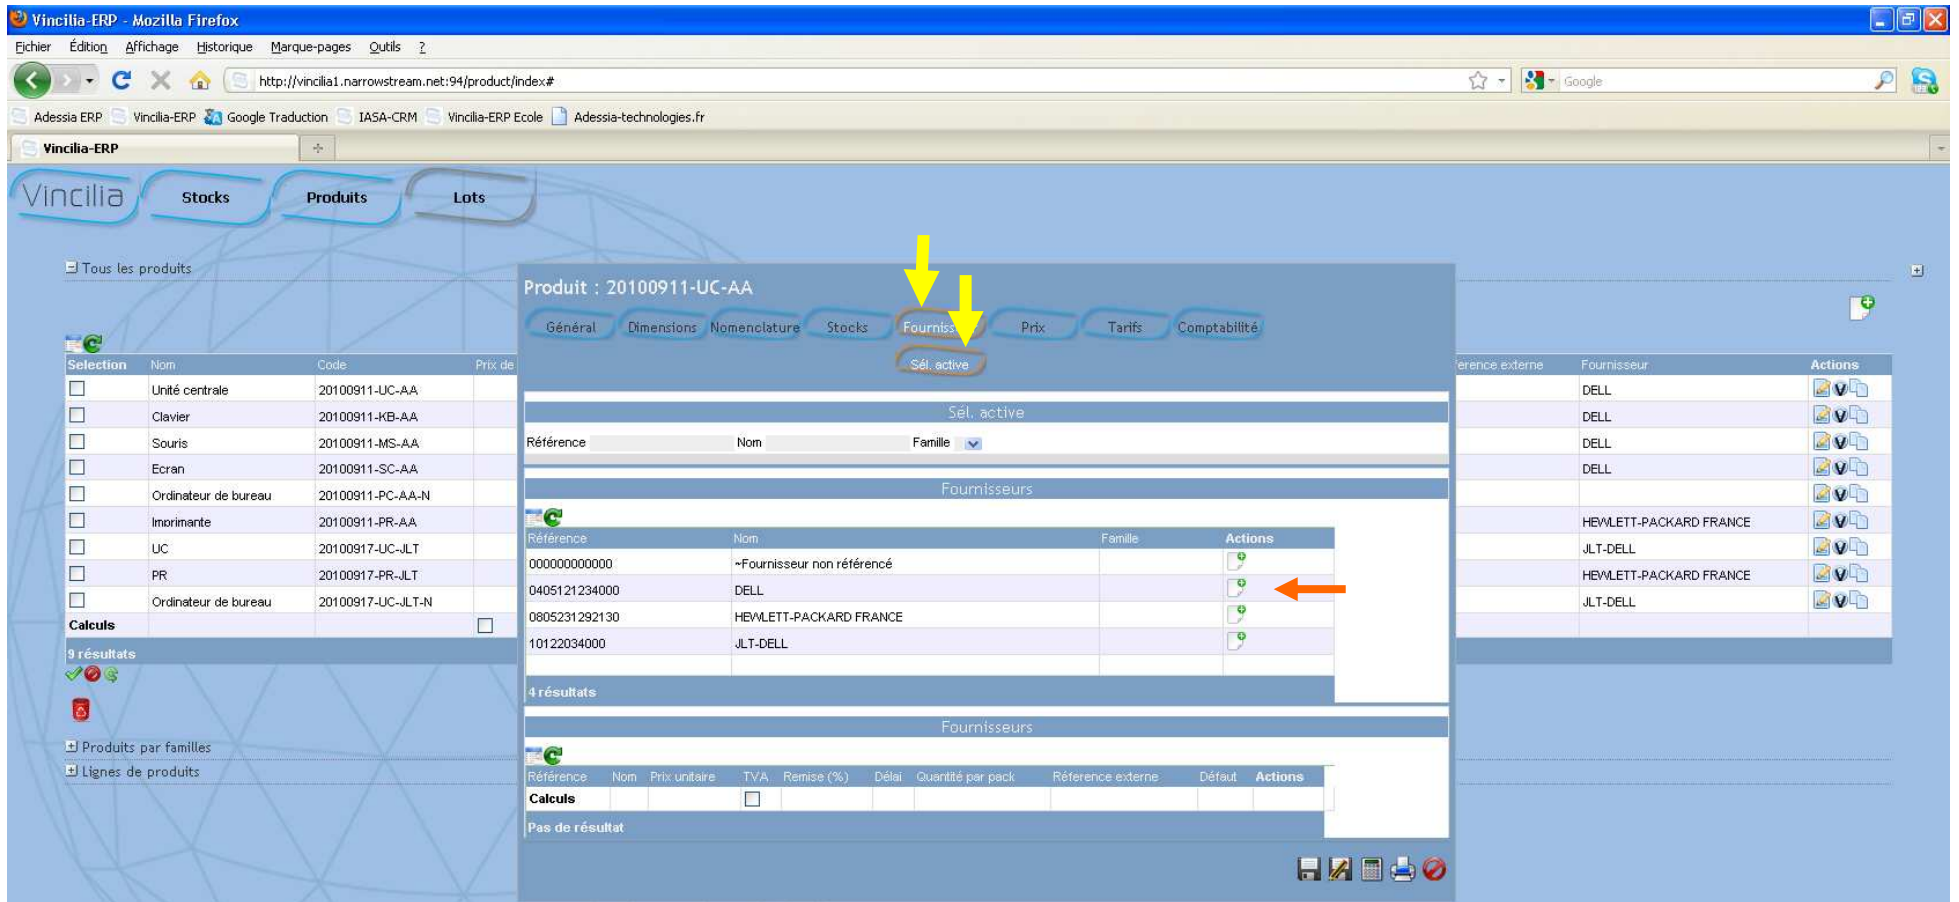 Vincilia-ERP - Mozilla Firefox
Fichier Édition Affichage Historique Marque-pages Outils ?
http://vincilia1.narrowstream.net:94/product/index# Google
Adessia ERP Vincilia-ERP Google Traduction IASA-CRM Vincilia-ERP Ecole Adessia-technologies.fr
Vincilia-ERP
Vincilia Stocks Produits Lots
Tous les produits
Selection Nom Code Prix de
Unité centrale 20100911-UC-AA
Clavier 20100911-KB-AA
Souris 20100911-MS-AA
Ecran 20100911-SC-AA
Ordinateur de bureau 20100911-PC-AA-N
Imprimante 20100911-PR-AA
UC 20100917-UC-JLT
PR 20100917-PR-JLT
Ordinateur de bureau 20100917-UC-JLT-N
Calculs
9 résultats
Produits par familles
Lignes de produits
Produit : 20100911-UC-AA
Général Dimensions Nomenclature Stocks Fourniss Prix Tarifs Comptabilité
Sél. active
Sél. active
Référence Nom Famille
Fournisseurs
Référence Nom Famille Actions
000000000000 ~Fournisseur non référencé
0405121234000 DELL
0805231292130 HEWLETT-PACKARD FRANCE
10122034000 JLT-DELL
4 résultats
Fournisseurs
Référence Nom Prix unitaire TVA Remise (%) Délai Quantité par pack Réference externe Défaut Actions
Calculs
Pas de résultat
erence externe Fournisseur Actions
DELL
DELL
DELL
DELL
HEWLETT-PACKARD FRANCE
JLT-DELL
HEWLETT-PACKARD FRANCE
JLT-DELL